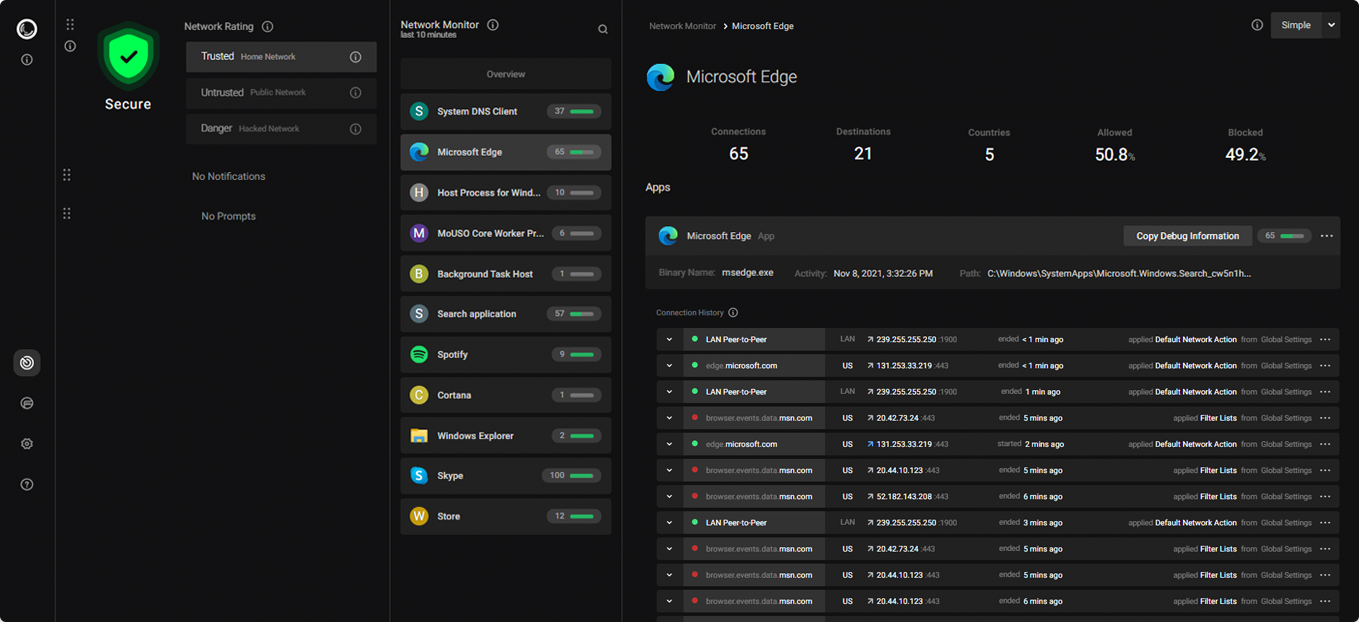 Secure
Network Rating
Trusted Home Network
Untrusted Public Network
Danger Hacked Network
No Notifications
No Prompts
Network Monitor
last 10 minutes
Overview
S System DNS Client 37
Microsoft Edge 65
H Host Process for Wind... 10
M MoUSO Core Worker Pr... 6
B Background Task Host 1
S Search application 57
Spotify 9
C Cortana 1
Windows Explorer 2
S Skype 100
W Store 12
Network Monitor > Microsoft Edge
Simple
Microsoft Edge
Connections Destinations Countries Allowed Blocked
65 21 5 50.8% 49.2%
Apps
Microsoft Edge App Copy Debug Information 65
Binary Name: msedge.exe Activity: Nov 8, 2021, 3:32:26 PM Path: C:\Windows\SystemApps\Microsoft.Windows.Search_cw5n1h...
Connection History
LAN Peer-to-Peer LAN 239.255.255.250 :1900 ended < 1 min ago applied Default Network Action from Global Settings
edge.microsoft.com US 131.253.33.219 :443 ended < 1 min ago applied Default Network Action from Global Settings
LAN Peer-to-Peer LAN 239.255.255.250 :1900 ended 1 min ago applied Default Network Action from Global Settings
browser.events.data.msn.com US 20.42.73.24 :443 ended 5 mins ago applied Filter Lists from Global Settings
edge.microsoft.com US 131.253.33.219 :443 started 2 mins ago applied Default Network Action from Global Settings
browser.events.data.msn.com US 20.44.10.123 :443 ended 5 mins ago applied Filter Lists from Global Settings
browser.events.data.msn.com US 52.182.143.208 :443 ended 6 mins ago applied Filter Lists from Global Settings
LAN Peer-to-Peer LAN 239.255.255.250 :1900 ended 3 mins ago applied Default Network Action from Global Settings
browser.events.data.msn.com US 20.42.73.24 :443 ended 5 mins ago applied Filter Lists from Global Settings
browser.events.data.msn.com US 20.44.10.123 :443 ended 5 mins ago applied Filter Lists from Global Settings
browser.events.data.msn.com US 20.44.10.123 :443 ended 6 mins ago applied Filter Lists from Global Settings